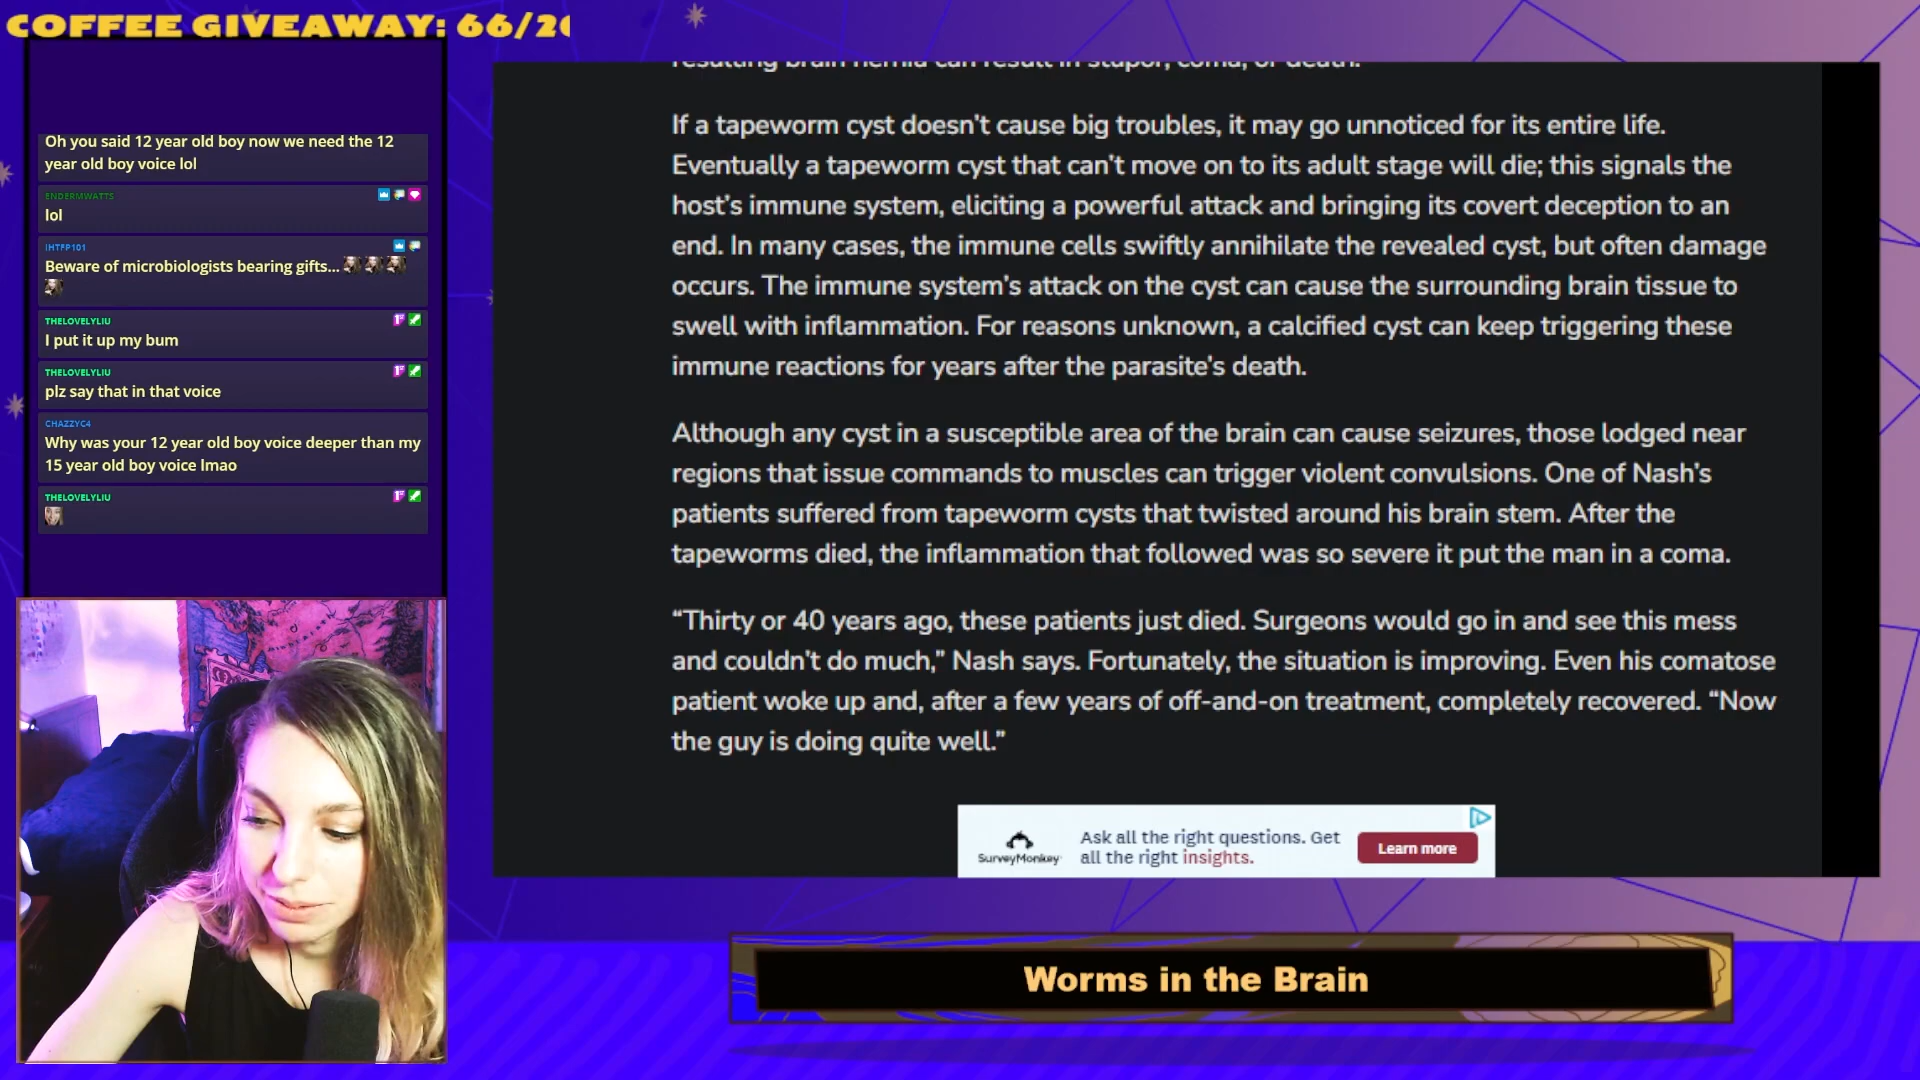 COFFEE GIVEAWAY: 66/20
Oh you said 12 year old boy now we need the 12
year old boy voice lol
ENDERMWATTS
lol
IHTFP101
Beware of microbiologists bearing gifts...
THELOVELYLIU
I put it up my bum
THELOVELYLIU
plz say that in that voice
CHAZZYC4
Why was your 12 year old boy voice deeper than my
15 year old boy voice lmao
THELOVELYLIU
resulting brain hernia can result in stupor, coma, or death.
If a tapeworm cyst doesn’t cause big troubles, it may go unnoticed for its entire life.
Eventually a tapeworm cyst that can’t move on to its adult stage will die; this signals the
host’s immune system, eliciting a powerful attack and bringing its covert deception to an
end. In many cases, the immune cells swiftly annihilate the revealed cyst, but often damage
occurs. The immune system’s attack on the cyst can cause the surrounding brain tissue to
swell with inflammation. For reasons unknown, a calcified cyst can keep triggering these
immune reactions for years after the parasite’s death.
Although any cyst in a susceptible area of the brain can cause seizures, those lodged near
regions that issue commands to muscles can trigger violent convulsions. One of Nash’s
patients suffered from tapeworm cysts that twisted around his brain stem. After the
tapeworms died, the inflammation that followed was so severe it put the man in a coma.
“Thirty or 40 years ago, these patients just died. Surgeons would go in and see this mess
and couldn’t do much,” Nash says. Fortunately, the situation is improving. Even his comatose
patient woke up and, after a few years of off-and-on treatment, completely recovered. “Now
the guy is doing quite well.”
SurveyMonkey
Ask all the right questions. Get
all the right insights.
Learn more
Worms in the Brain